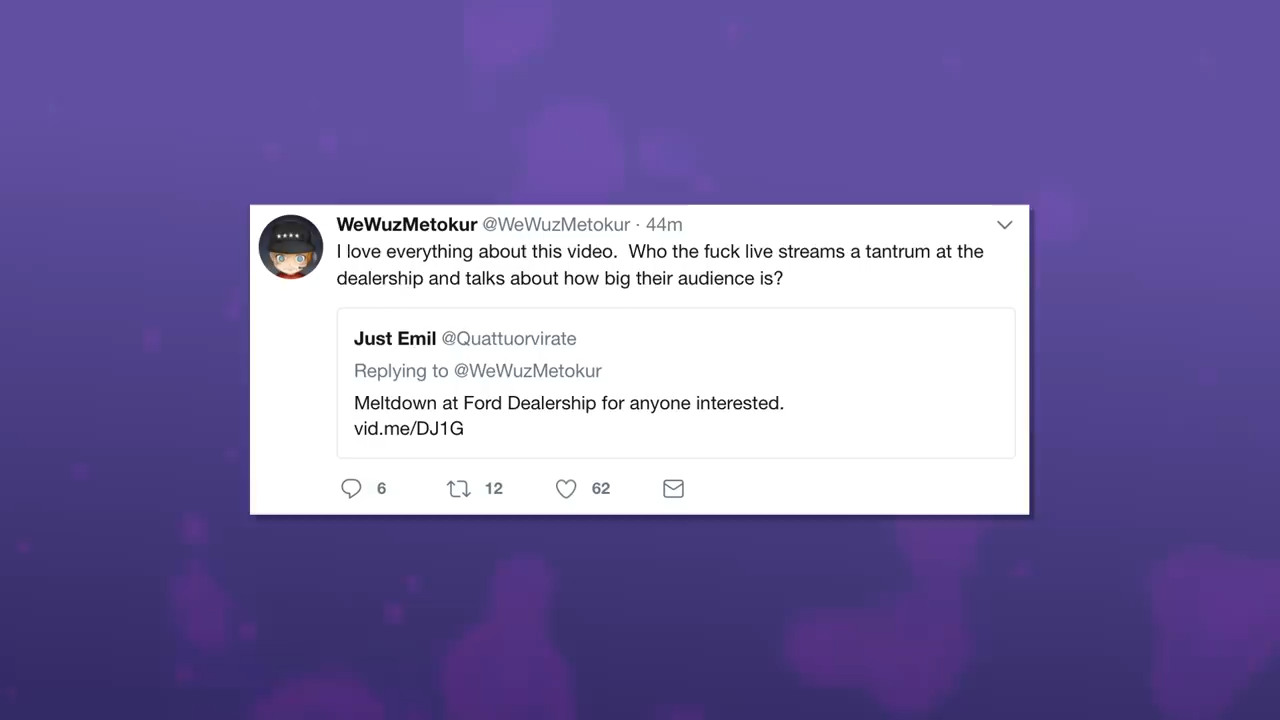 WeWuzMetokur @WeWuzMetokur · 44m
I love everything about this video.  Who the fuck live streams a tantrum at the
dealership and talks about how big their audience is?
Just Emil @Quattuorvirate
Replying to @WeWuzMetokur
Meltdown at Ford Dealership for anyone interested.
vid.me/DJ1G
6 12 62